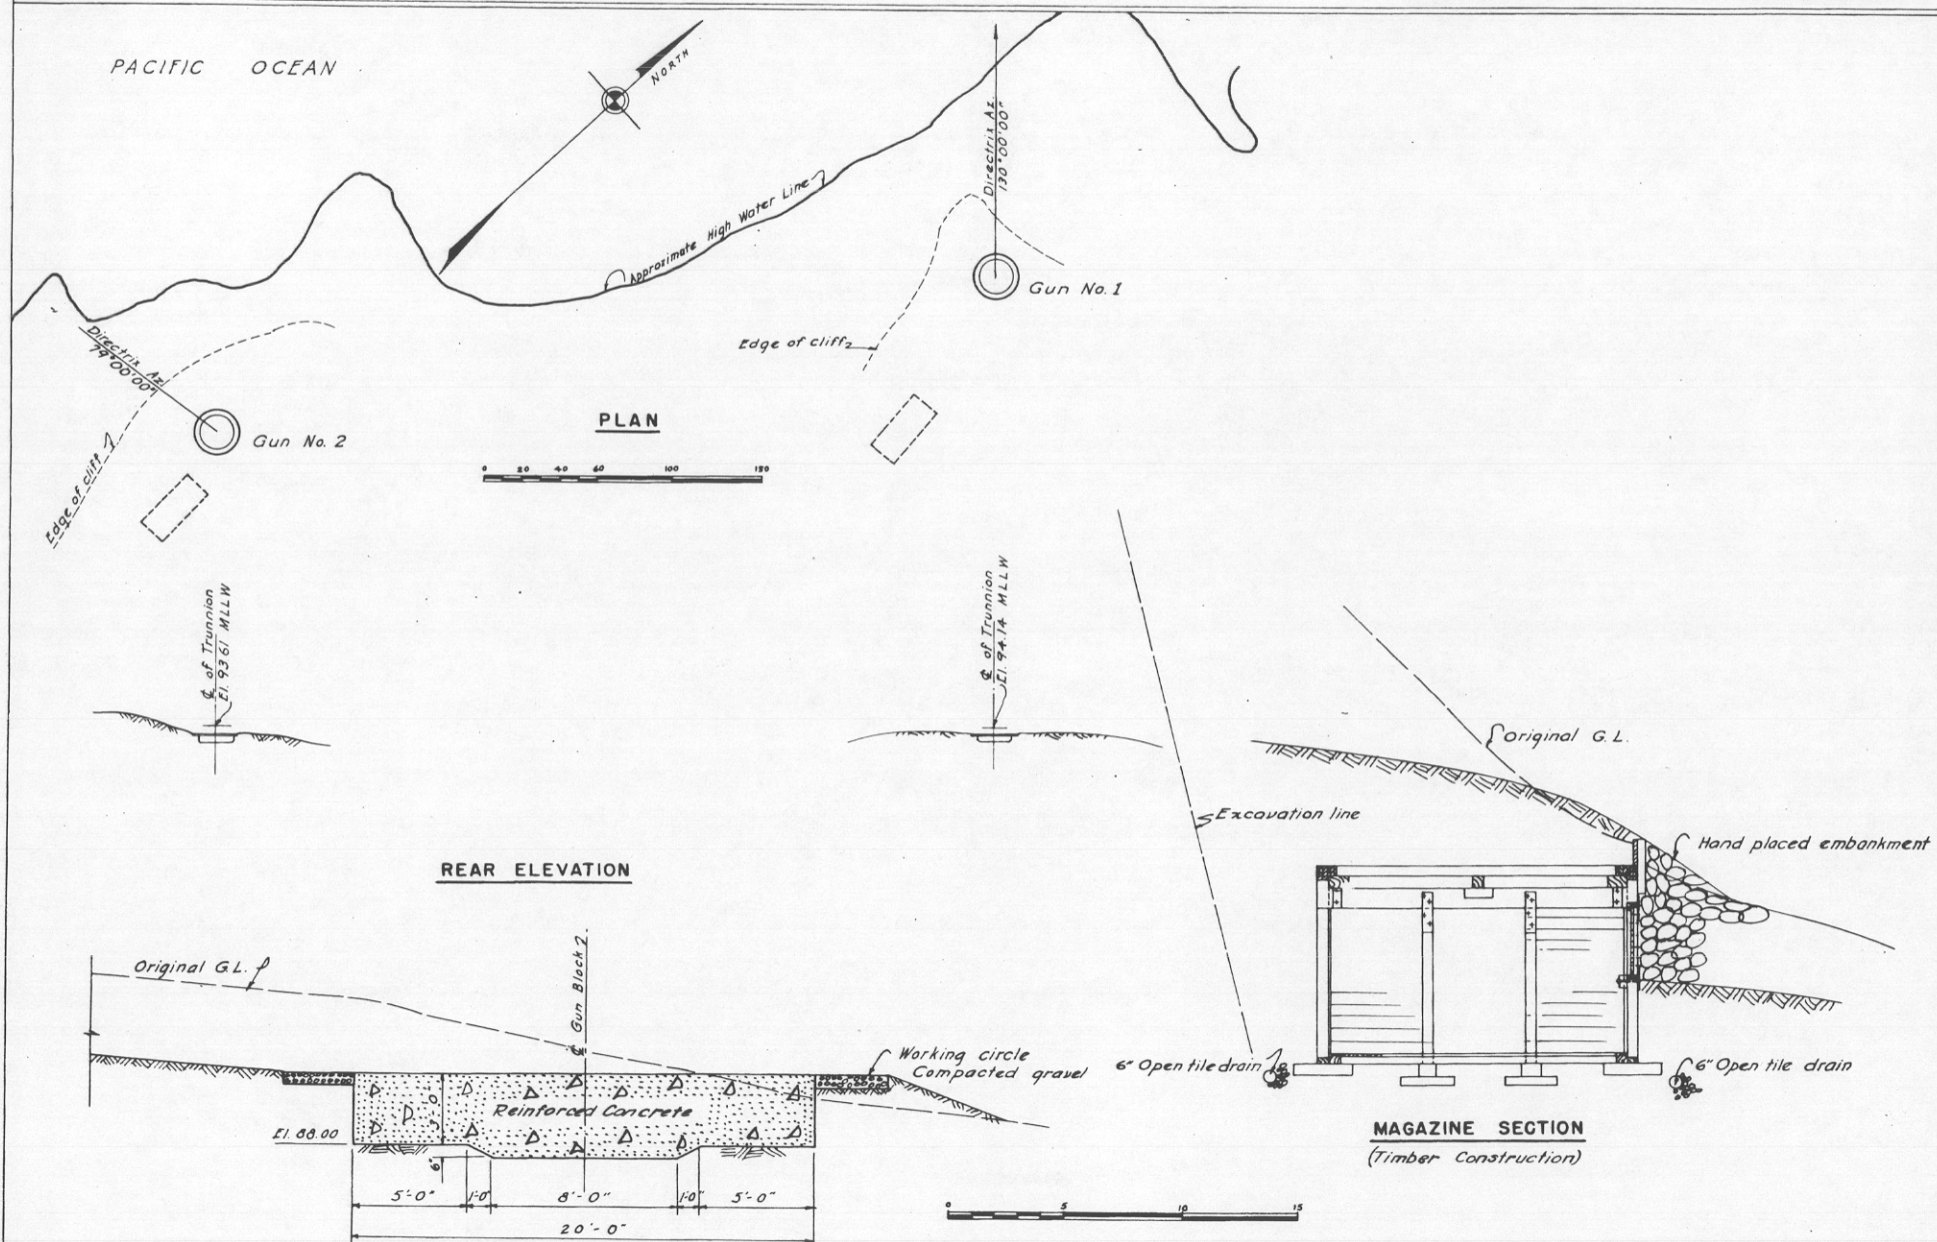 PACIFIC OCEAN
NORTH
Directrix Az.
130°00'00"
Approximate High Water Line
Gun No. 1
Edge of cliff
Directrix Az.
79°00'00"
Gun No. 2
Edge of cliff
PLAN
0 20 40 60 100 150
℄ of Trunnion
El. 93.61 MLLW
℄ of Trunnion
El. 94.14 MLLW
Original G.L.
Excavation line
Hand placed embankment
REAR ELEVATION
Original G.L.
℄ Gun Block
Working circle
Compacted gravel
6" Open tile drain
6" Open tile drain
Reinforced Concrete
3'-0"
El. 88.00
6"
MAGAZINE SECTION
(Timber Construction)
5'-0" 1'-0" 8'-0" 1'-0" 5'-0"
20'-0"
0 5 10 15